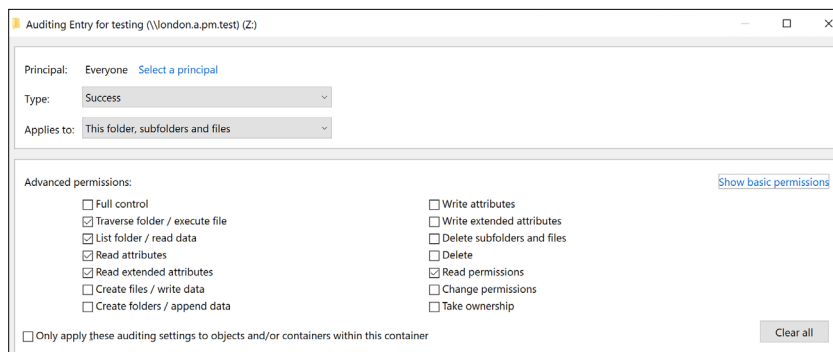 Auditing Entry for testing (\\london.a.pm.test) (Z:)
Principal: Everyone Select a principal
Type: Success
Applies to: This folder, subfolders and files
Advanced permissions: Show basic permissions
Full control Write attributes
Traverse folder / execute file Write extended attributes
List folder / read data Delete subfolders and files
Read attributes Delete
Read extended attributes Read permissions
Create files / write data Change permissions
Create folders / append data Take ownership
Only apply these auditing settings to objects and/or containers within this container Clear all